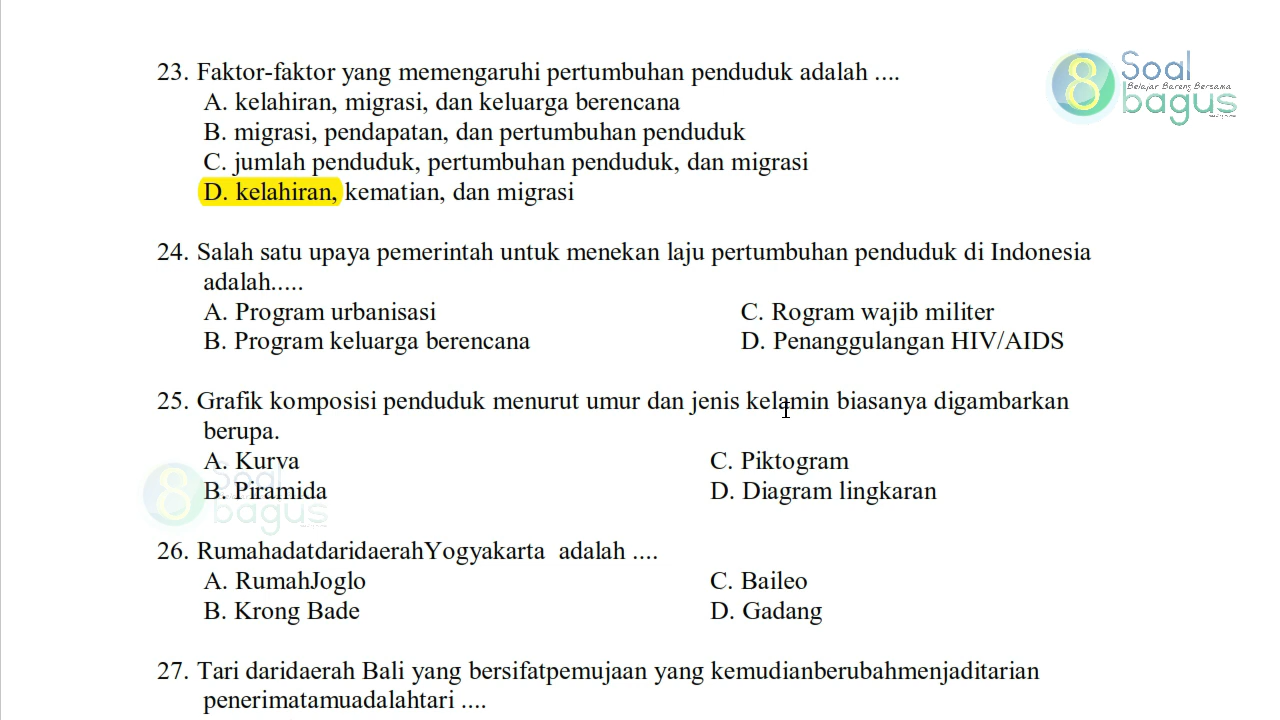 23. Faktor-faktor yang memengaruhi pertumbuhan penduduk adalah ....
A. kelahiran, migrasi, dan keluarga berencana
B. migrasi, pendapatan, dan pertumbuhan penduduk
C. jumlah penduduk, pertumbuhan penduduk, dan migrasi
D. kelahiran, kematian, dan migrasi
8 Soal
Belajar Bareng Bersama
bagus
24. Salah satu upaya pemerintah untuk menekan laju pertumbuhan penduduk di Indonesia
adalah.....
A. Program urbanisasi
B. Program keluarga berencana
C. Rogram wajib militer
D. Penanggulangan HIV/AIDS
25. Grafik komposisi penduduk menurut umur dan jenis kelamin biasanya digambarkan
berupa.
A. Kurva
B. Piramida
C. Piktogram
D. Diagram lingkaran
8 Soal
bagus
26. RumahadatdaridaerahYogyakarta  adalah ....
A. RumahJoglo
B. Krong Bade
C. Baileo
D. Gadang
27. Tari daridaerah Bali yang bersifatpemujaan yang kemudianberubahmenjaditarian
penerimatamuadalahtari ....